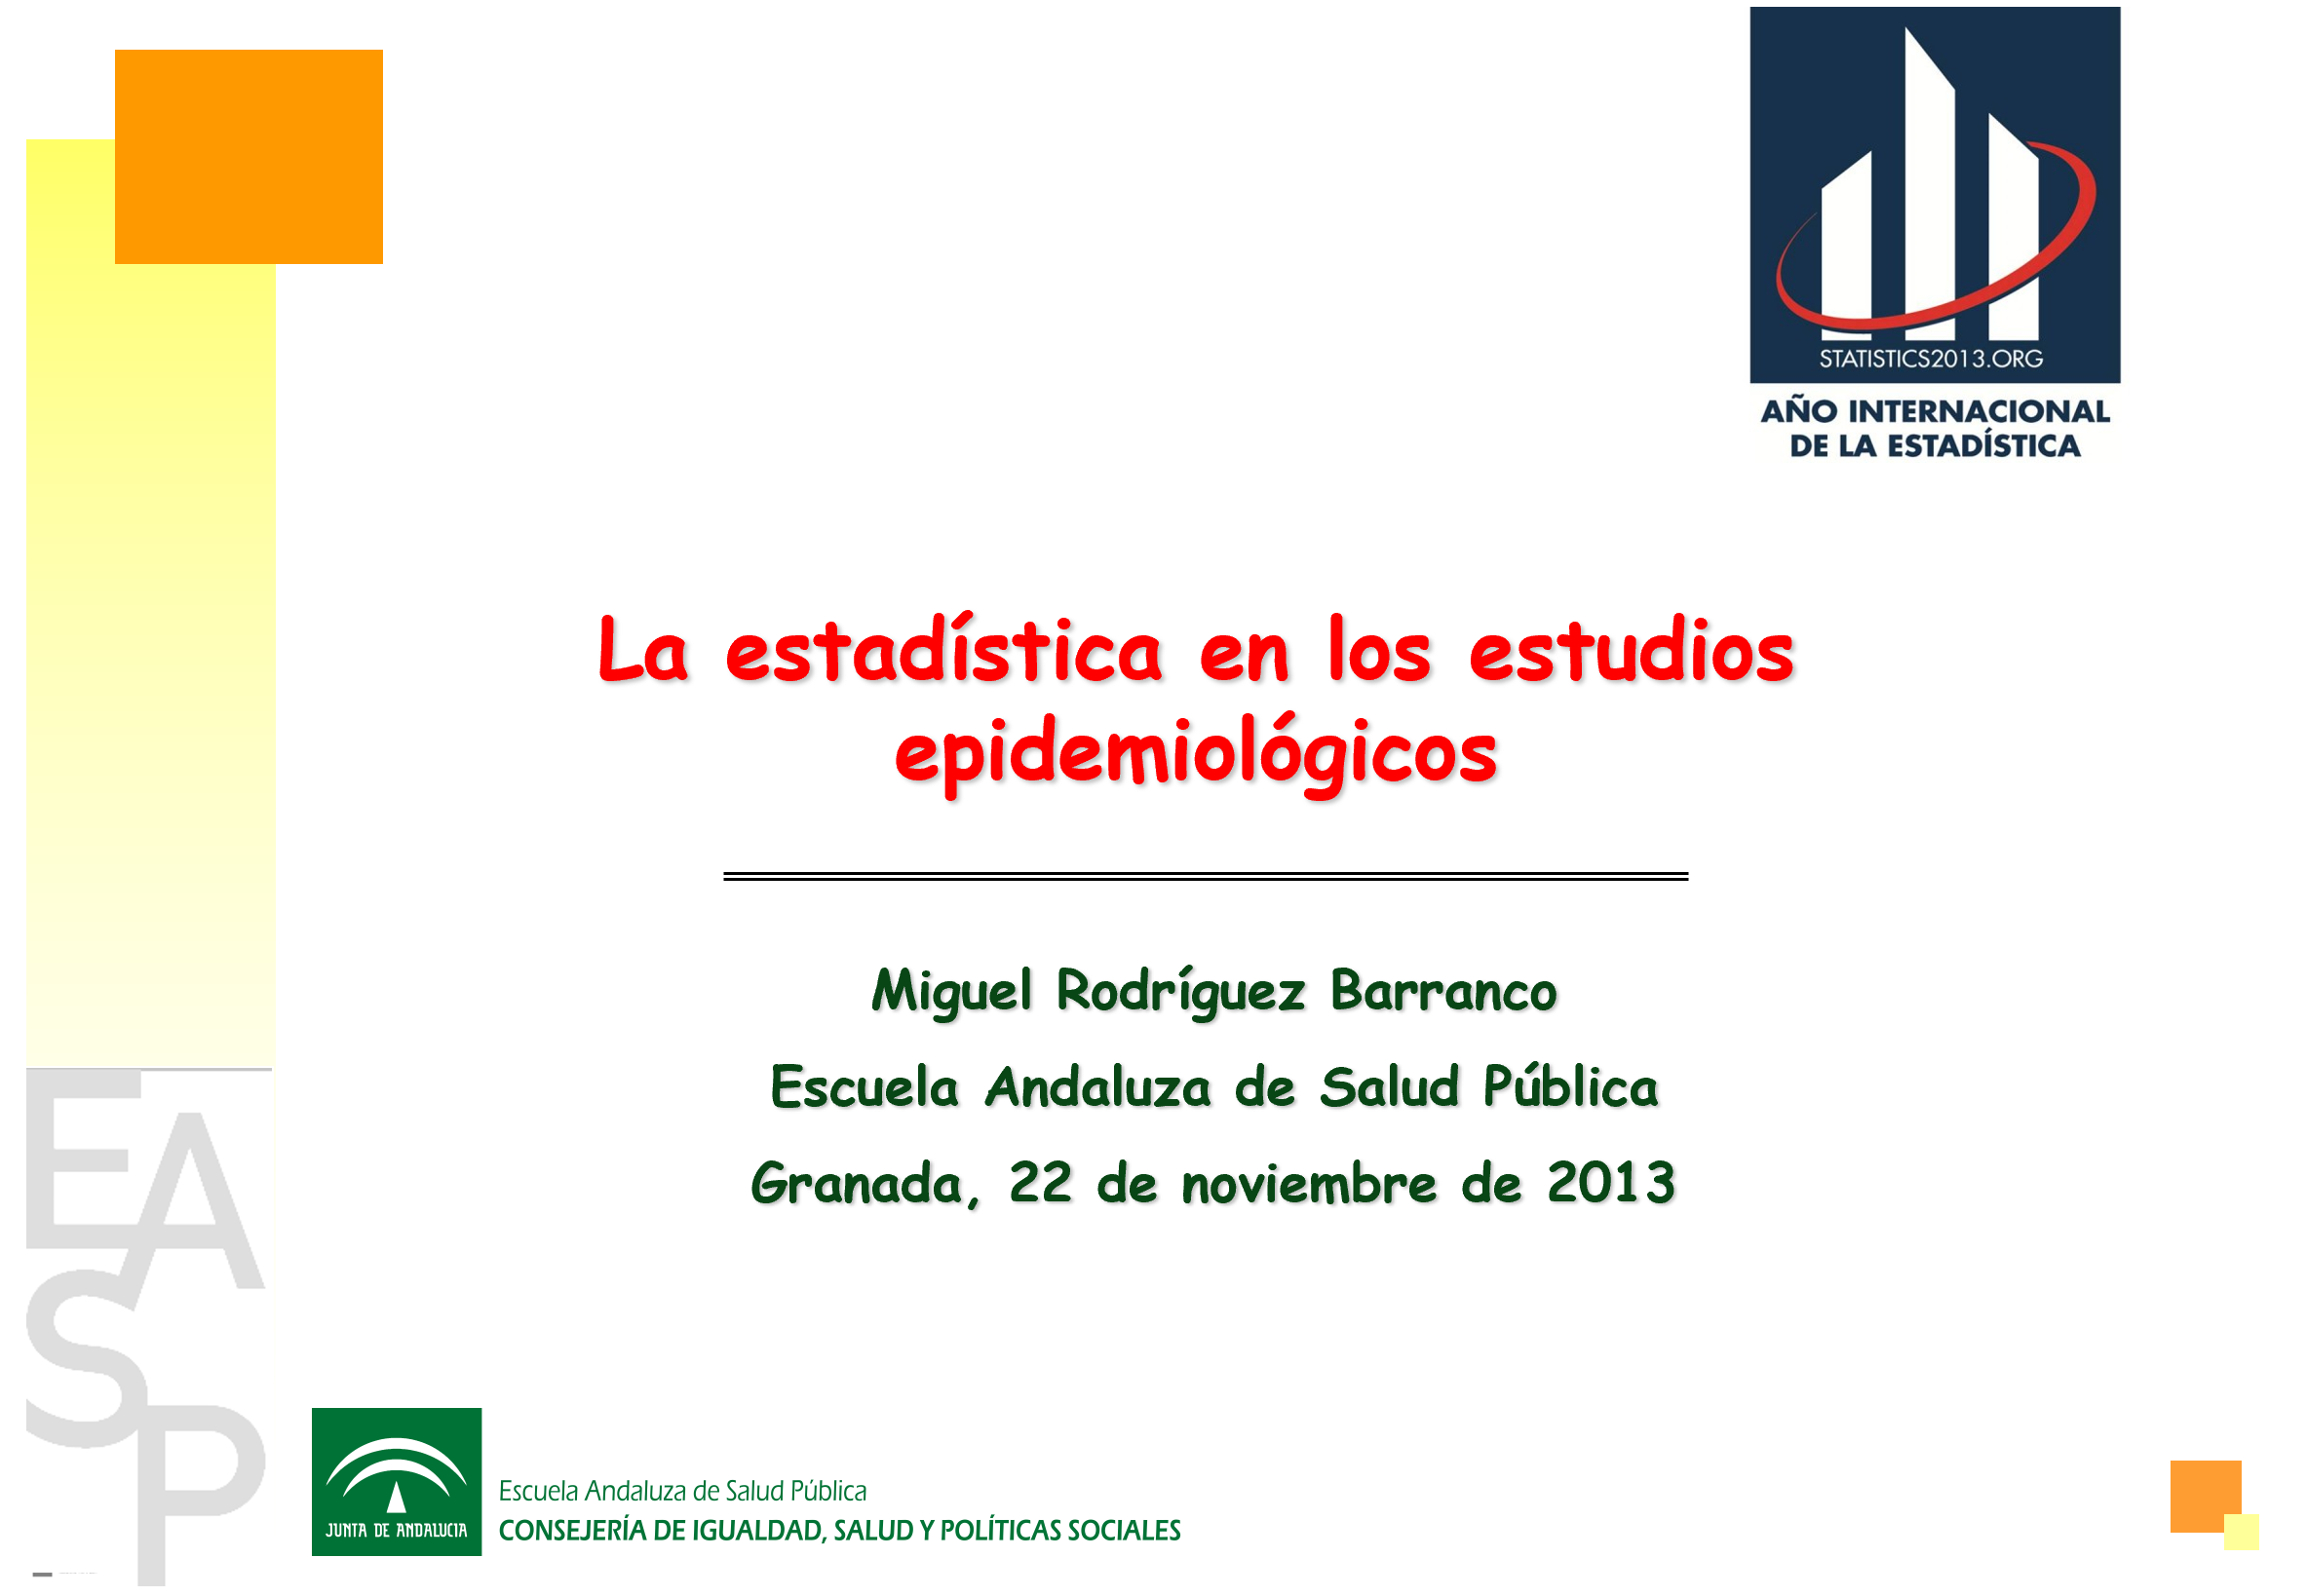 STATISTICS2013.ORG
AÑO INTERNACIONAL
DE LA ESTADÍSTICA
La estadística en los estudios
epidemiológicos
Miguel Rodríguez Barranco
Escuela Andaluza de Salud Pública
Granada, 22 de noviembre de 2013
EASP
JUNTA DE ANDALUCIA
Escuela Andaluza de Salud Pública
CONSEJERÍA DE IGUALDAD, SALUD Y POLÍTICAS SOCIALES